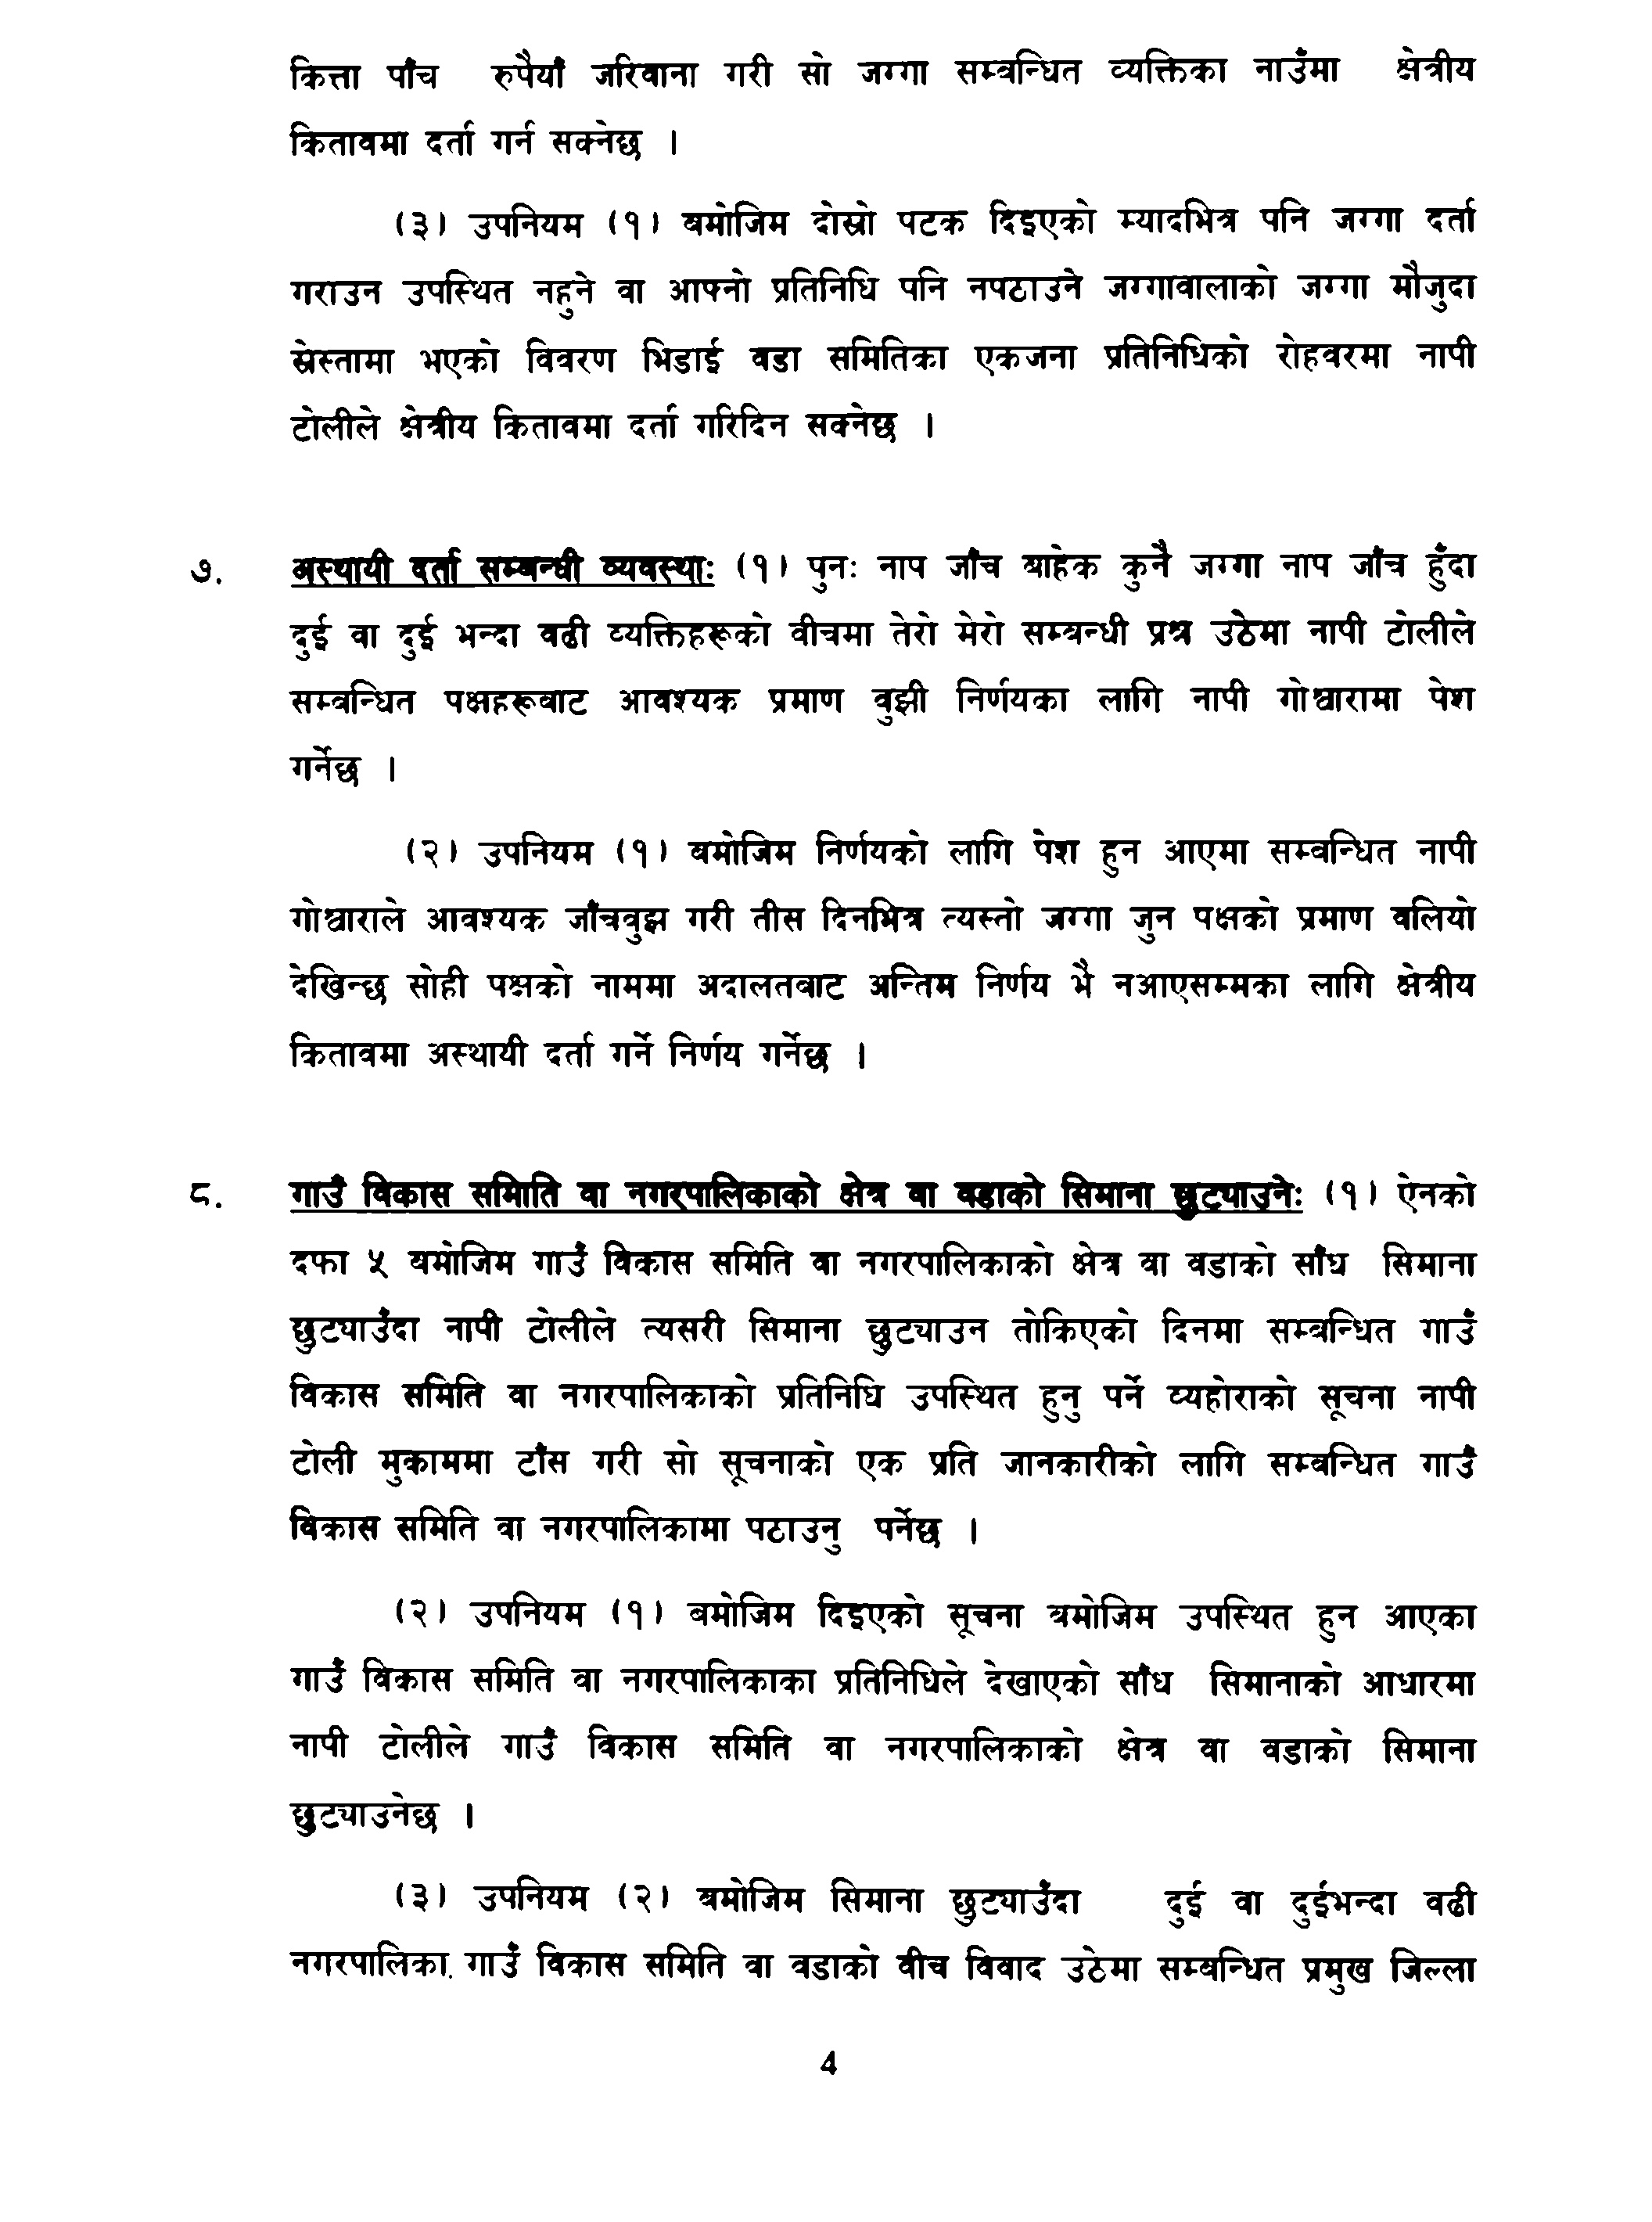 कित्ता पाँच रुपैयाँ जरिवाना गरी सो जग्गा सम्बन्धित व्यक्तिका नाउँमा क्षेत्रीय
कितावमा दर्ता गर्न सक्नेछ ।
(३) उपनियम (१) बमोजिम दोस्रो पटक दिइएको म्यादभित्र पनि जग्गा दर्ता
गराउन उपस्थित नहुने वा आफ्नो प्रतिनिधि पनि नपठाउने जग्गावालाको जग्गा मौजुदा
स्रेस्तामा भएको विवरण भिडाई वडा समितिका एकजना प्रतिनिधिको रोहवरमा नापी
टोलीले क्षेत्रीय कितावमा दर्ता गरिदिन सक्नेछ ।
७. अस्थायी दर्ता सम्बन्धी व्यवस्थाः (१) पुनः नाप जाँच बाहेक कुनै जग्गा नाप जाँच हुँदा
दुई वा दुई भन्दा बढी व्यक्तिहरूको बीचमा तेरो मेरो सम्बन्धी प्रश्न उठेमा नापी टोलीले
सम्बन्धित पक्षहरूबाट आवश्यक प्रमाण बुझी निर्णयका लागि नापी गोश्वारामा पेश
गर्नेछ ।
(२) उपनियम (१) बमोजिम निर्णयको लागि पेश हुन आएमा सम्बन्धित नापी
गोश्वाराले आवश्यक जाँचबुझ गरी तीस दिनभित्र त्यस्तो जग्गा जुन पक्षको प्रमाण बलियो
देखिन्छ सोही पक्षको नाममा अदालतबाट अन्तिम निर्णय भै नआएसम्मका लागि क्षेत्रीय
कितावमा अस्थायी दर्ता गर्ने निर्णय गर्नेछ ।
८. गाउँ विकास समिति वा नगरपालिकाको क्षेत्र वा वडाको सिमाना छुट्याउनेः (१) ऐनको
दफा ५ बमोजिम गाउँ विकास समिति वा नगरपालिकाको क्षेत्र वा वडाको साँध सिमाना
छुट्याउँदा नापी टोलीले त्यसरी सिमाना छुट्याउन तोकिएको दिनमा सम्बन्धित गाउँ
विकास समिति वा नगरपालिकाको प्रतिनिधि उपस्थित हुनु पर्ने व्यहोराको सूचना नापी
टोली मुकाममा टाँस गरी सो सूचनाको एक प्रति जानकारीको लागि सम्बन्धित गाउँ
विकास समिति वा नगरपालिकामा पठाउनु पर्नेछ ।
(२) उपनियम (१) बमोजिम दिइएको सूचना बमोजिम उपस्थित हुन आएका
गाउँ विकास समिति वा नगरपालिकाका प्रतिनिधिले देखाएको साँध सिमानाको आधारमा
नापी टोलीले गाउँ विकास समिति वा नगरपालिकाको क्षेत्र वा वडाको सिमाना
छुट्याउनेछ ।
(३) उपनियम (२) बमोजिम सिमाना छुट्याउँदा दुई वा दुईभन्दा बढी
नगरपालिका, गाउँ विकास समिति वा वडाको बीच विवाद उठेमा सम्बन्धित प्रमुख जिल्ला
4